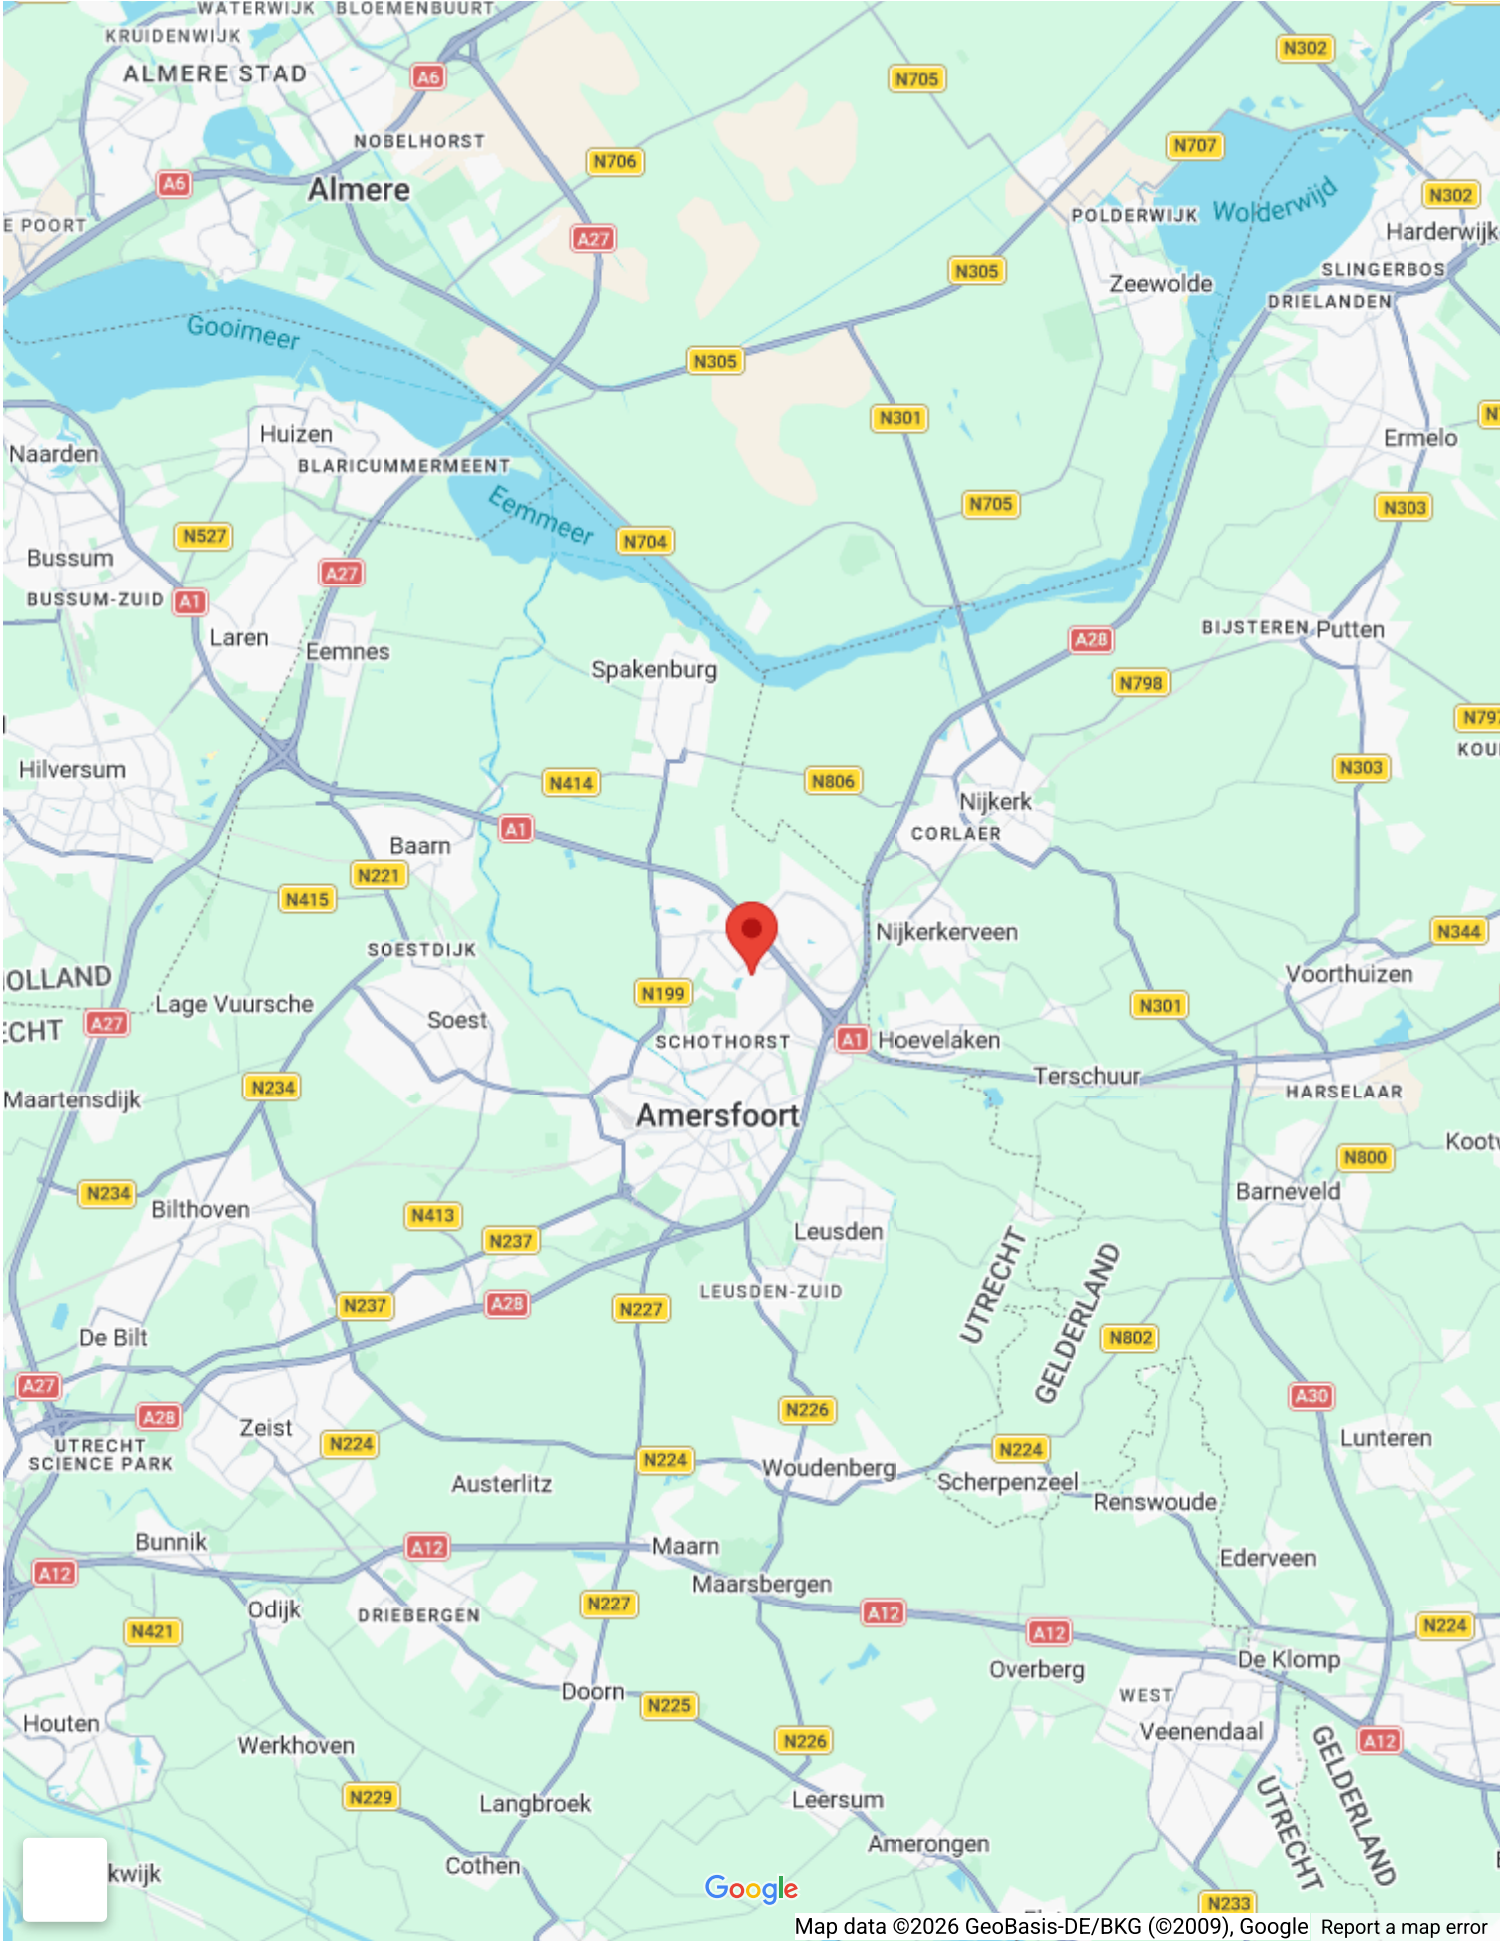 WATERWIJK
BLOEMENBUURT
KRUIDENWIJK
N302
ALMERE STAD
A6
N705
NOBELHORST
N706
N707
A6
Almere
N302
E POORT
A27
POLDERWIJK
Wolderwijd
Harderwijk
N305
SLINGERBOS
Zeewolde
DRIELANDEN
Gooimeer
N305
N301
Huizen
Ermelo
Naarden
BLARICUMMERMEENT
Eemmeer
N705
N303
N527
N704
Bussum
A27
BUSSUM-ZUID
A1
Laren
Eemnes
A28
BIJSTEREN
Putten
Spakenburg
N798
N797
KOU
Hilversum
N414
N806
N303
Nijkerk
A1
CORLAER
Baarn
N221
N415
Nijkerkerveen
N344
SOESTDIJK
OLLAND
Voorthuizen
N199
Lage Vuursche
N301
ECHT
A27
Soest
SCHOTHORST
A1
Hoevelaken
Terschuur
N234
HARSELAAR
Maartensdijk
Amersfoort
Kootw
N800
N234
Barneveld
Bilthoven
N413
N237
Leusden
UTRECHT
GELDERLAND
LEUSDEN-ZUID
N237
A28
N227
De Bilt
N802
A27
A30
A28
N226
Zeist
N224
N224
N224
Lunteren
UTRECHT
SCIENCE PARK
Woudenberg
Austerlitz
Scherpenzeel
Renswoude
Bunnik
A12
Maarn
Ederveen
A12
Maarsbergen
Odijk
N227
DRIEBERGEN
A12
N421
A12
N224
De Klomp
Overberg
Doorn
WEST
N225
Houten
Veenendaal
N226
A12
Werkhoven
GELDERLAND
N229
Langbroek
Leersum
UTRECHT
Amerongen
Cothen
kwijk
Google
N233
Map data ©2026 GeoBasis-DE/BKG (©2009), Google
Report a map error